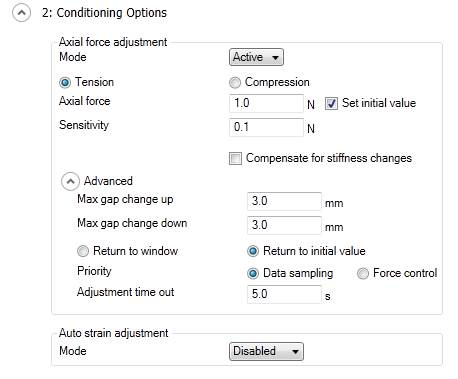 2: Conditioning Options
Axial force adjustment
Mode Active
Tension Compression
Axial force 1.0 N Set initial value
Sensitivity 0.1 N
Compensate for stiffness changes
Advanced
Max gap change up 3.0 mm
Max gap change down 3.0 mm
Return to window Return to initial value
Priority Data sampling Force control
Adjustment time out 5.0 s
Auto strain adjustment
Mode Disabled